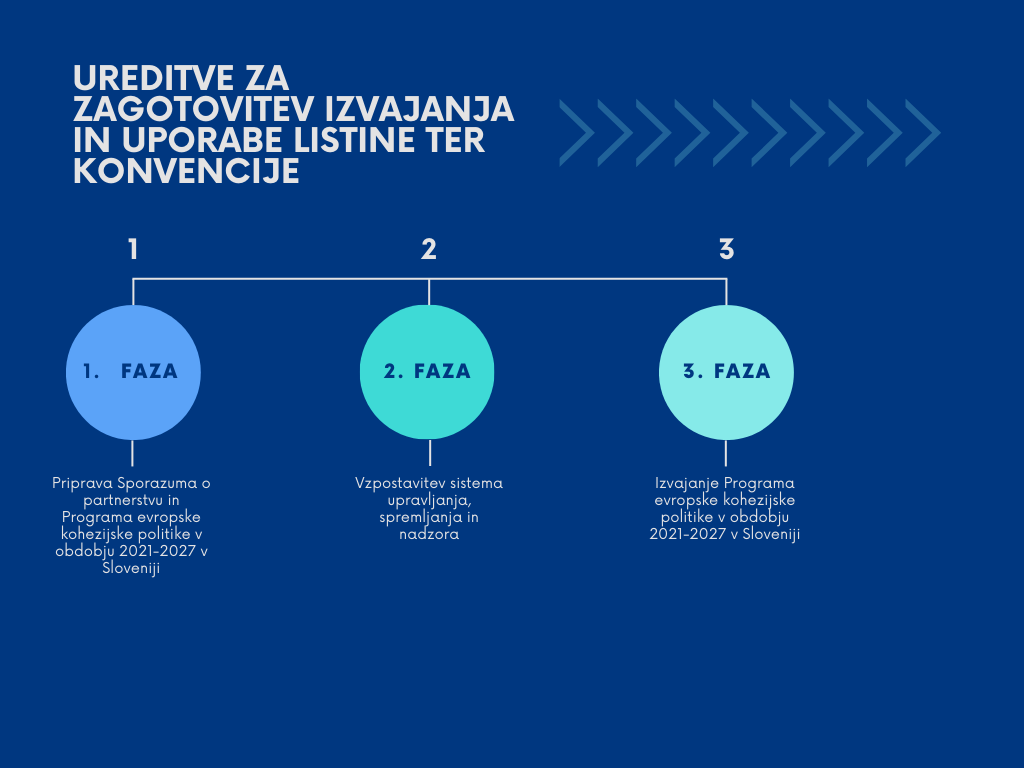 UREDITVE ZA
ZAGOTOVITEV IZVAJANJA
IN UPORABE LISTINE TER
KONVENCIJE
1
2
3
1. FAZA
2. FAZA
3. FAZA
Priprava Sporazuma o
partnerstvu in
Programa evropske
kohezijske politike v
obdobju 2021-2027 v
Sloveniji
Vzpostavitev sistema
upravljanja,
spremljanja in
nadzora
Izvajanje Programa
evropske kohezijske
politike v obdobju
2021-2027 v Sloveniji